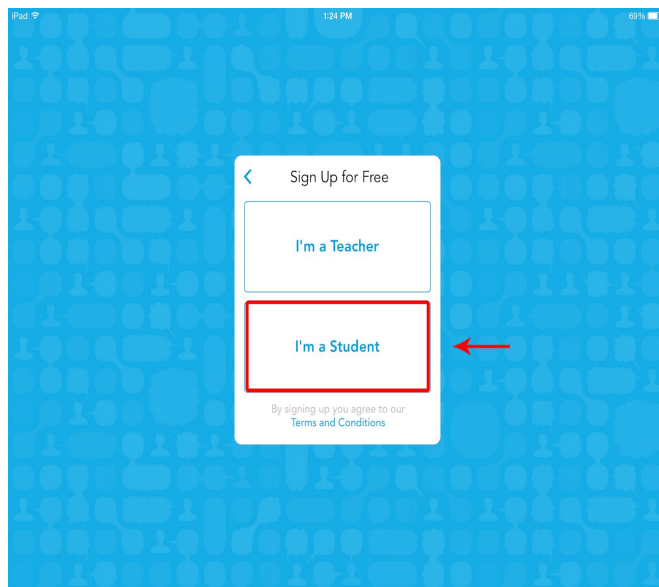 iPad 1:24 PM 69%
Sign Up for Free
I'm a Teacher
I'm a Student
By signing up you agree to our
Terms and Conditions